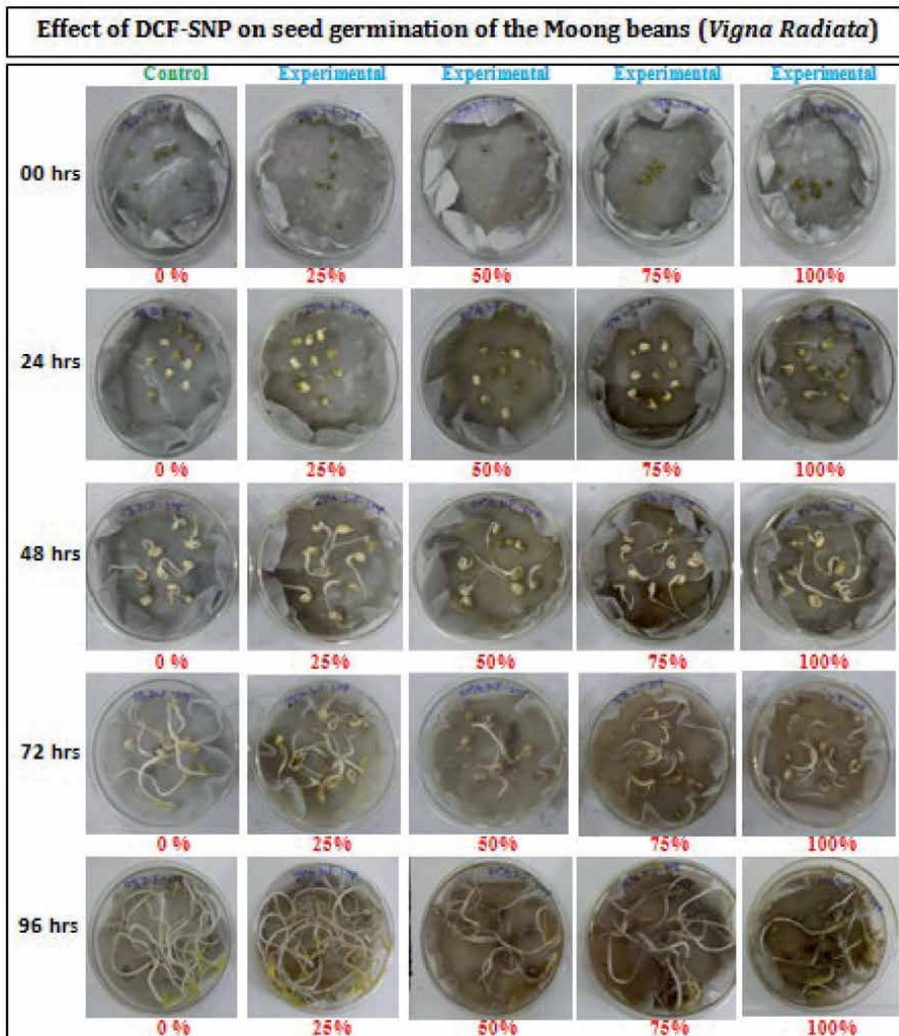 Effect of DCF-SNP on seed germination of the Moong beans (Vigna Radiata)
Control Experimental Experimental Experimental Experimental
00 hrs
0 % 25% 50% 75% 100%
24 hrs
0 % 25% 50% 75% 100%
48 hrs
0 % 25% 50% 75% 100%
72 hrs
0 % 25% 50% 75% 100%
96 hrs
0 % 25% 50% 75% 100%